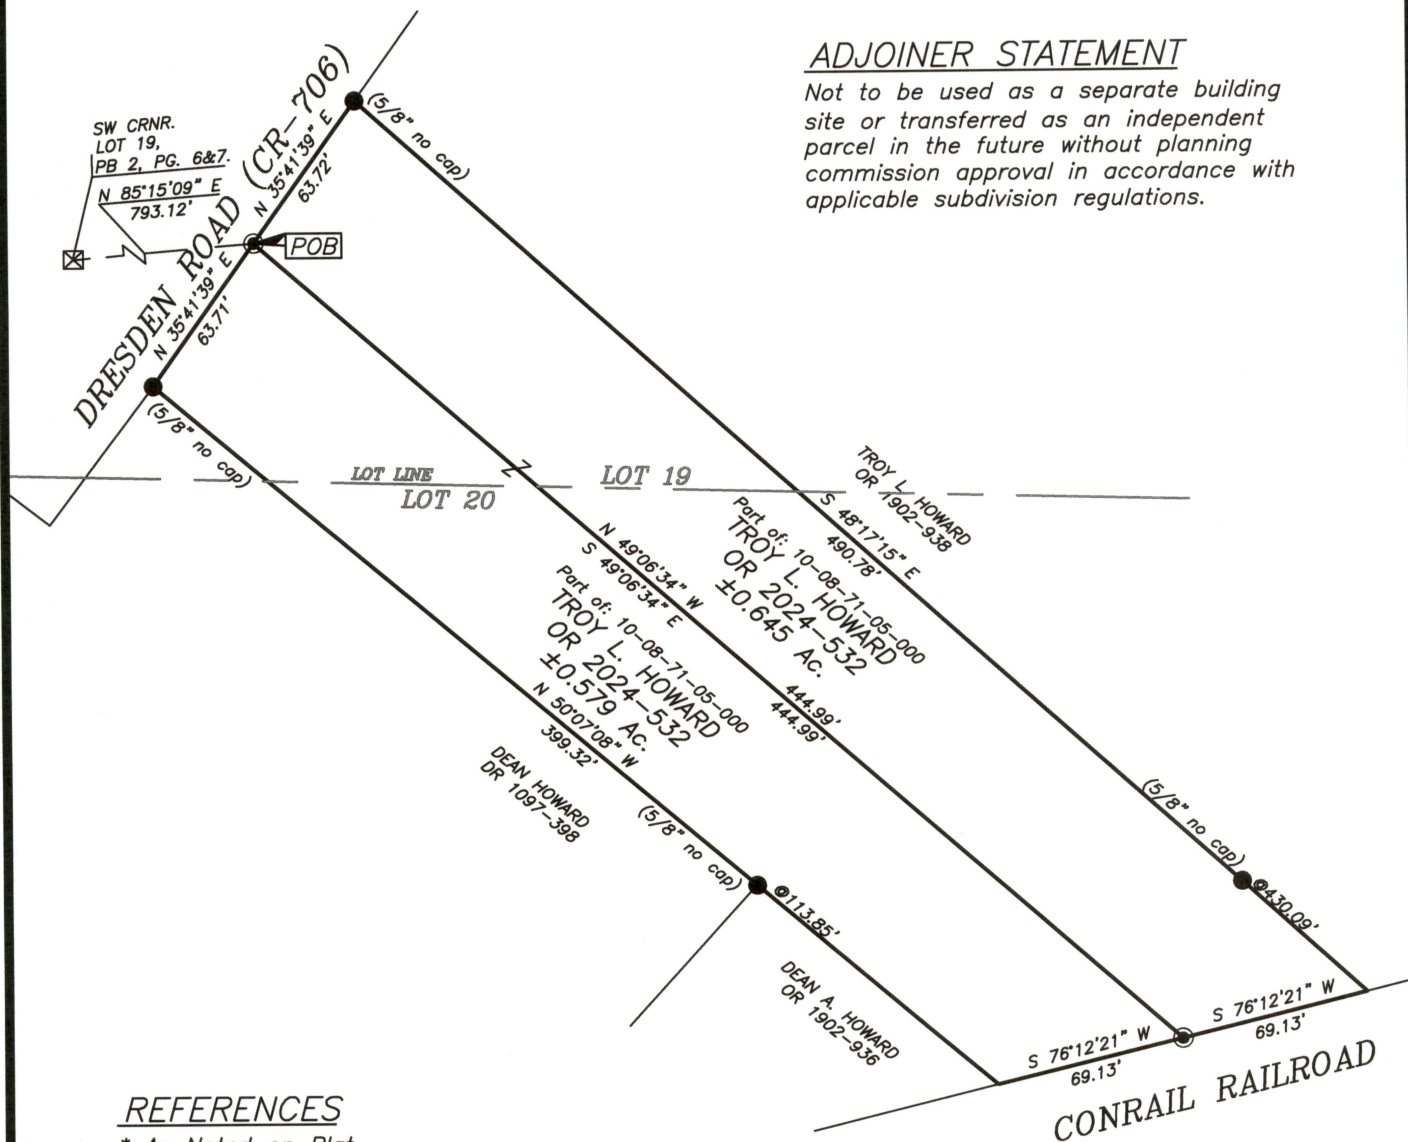 ADJOINER STATEMENT
Not to be used as a separate building
site or transferred as an independent
parcel in the future without planning
commission approval in accordance with
applicable subdivision regulations.
SW CRNR.
LOT 19,
PB 2, PG. 6&7.
N 85°15'09" E
793.12'
DRESDEN ROAD (CR-706)
N 35°41'39" E
63.72'
(5/8" no cap)
POB
N 35°41'39" E
63.71'
(5/8" no cap)
LOT LINE
LOT 19
LOT 20
TROY L. HOWARD
OR 1902-938
S 48°17'15" E
490.78'
Part of: 10-08-71-05-000
TROY L. HOWARD
OR 2024-532
±0.645 Ac.
N 49°06'34" W
S 49°06'34" E
444.99'
444.99'
Part of: 10-08-71-05-000
TROY L. HOWARD
OR 2024-532
±0.579 Ac.
N 50°07'08" W
399.32'
DEAN HOWARD
DR 1097-398
(5/8" no cap)
@113.85'
(5/8" no cap)
@430.09'
DEAN A. HOWARD
OR 1902-936
S 76°12'21" W
69.13'
S 76°12'21" W
69.13'
CONRAIL RAILROAD
REFERENCES
* As Noted on Plat